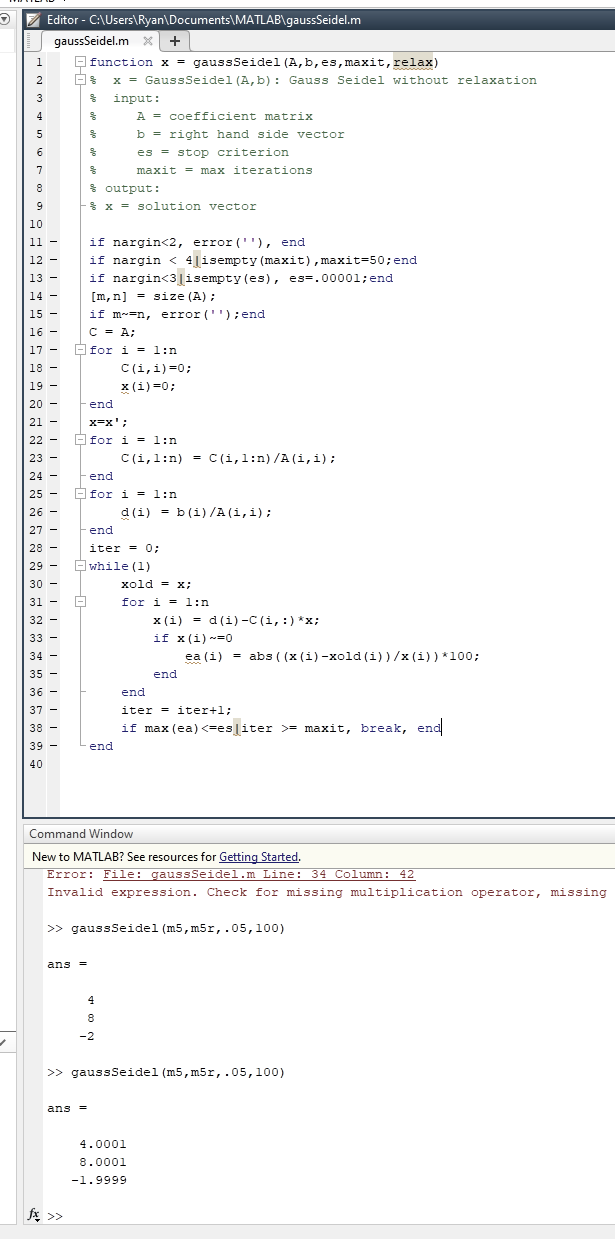 Editor - C:\Users\Ryan\Documents\MATLAB\gaussSeidel.m
gaussSeidel.m × +
1 function x = gaussSeidel(A,b,es,maxit,relax)
2 % x = GaussSeidel(A,b): Gauss Seidel without relaxation
3 % input:
4 % A = coefficient matrix
5 % b = right hand side vector
6 % es = stop criterion
7 % maxit = max iterations
8 % output:
9 % x = solution vector
10
11 – if nargin<2, error(''), end
12 – if nargin < 4|isempty(maxit),maxit=50;end
13 – if nargin<3|isempty(es), es=.00001;end
14 – [m,n] = size(A);
15 – if m~=n, error('');end
16 – C = A;
17 – for i = 1:n
18 – C(i,i)=0;
19 – x(i)=0;
20 – end
21 – x=x';
22 – for i = 1:n
23 – C(i,1:n) = C(i,1:n)/A(i,i);
24 – end
25 – for i = 1:n
26 – d(i) = b(i)/A(i,i);
27 – end
28 – iter = 0;
29 – while(1)
30 – xold = x;
31 – for i = 1:n
32 – x(i) = d(i)-C(i,:)*x;
33 – if x(i)~=0
34 – ea(i) = abs((x(i)-xold(i))/x(i))*100;
35 – end
36 – end
37 – iter = iter+1;
38 – if max(ea)<=es|iter >= maxit, break, end
39 – end
40
Command Window
New to MATLAB? See resources for Getting Started.
Error: File: gaussSeidel.m Line: 34 Column: 42
Invalid expression. Check for missing multiplication operator, missing
>> gaussSeidel(m5,m5r,.05,100)
ans =
4
8
-2
>> gaussSeidel(m5,m5r,.05,100)
ans =
4.0001
8.0001
-1.9999
fx >>